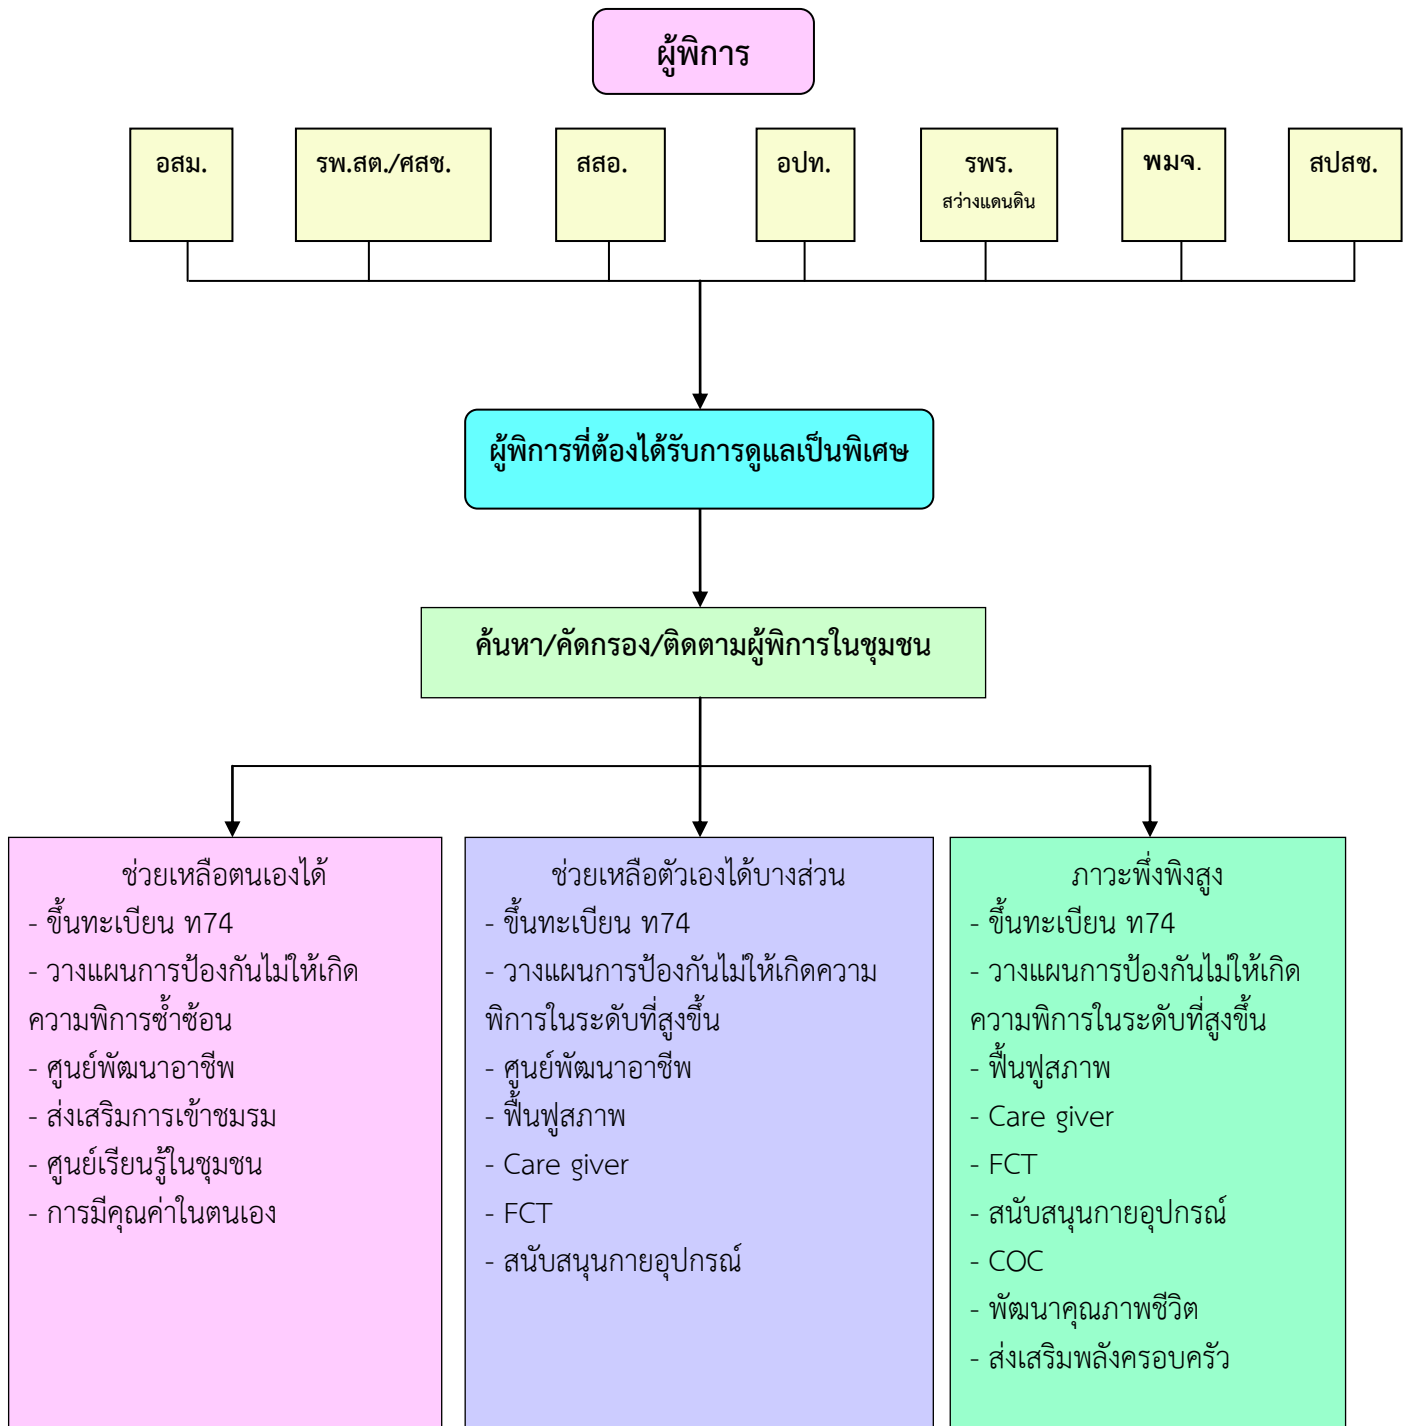 ผู้พิการ
อสม.
รพ.สต./ศสช.
สสอ.
อปท.
รพร.
สว่างแดนดิน
พมจ.
สปสช.
ผู้พิการที่ต้องได้รับการดูแลเป็นพิเศษ
ค้นหา/คัดกรอง/ติดตามผู้พิการในชุมชน
ช่วยเหลือตนเองได้
- ขึ้นทะเบียน ท74
- วางแผนการป้องกันไม่ให้เกิด
ความพิการซ้ำซ้อน
- ศูนย์พัฒนาอาชีพ
- ส่งเสริมการเข้าชมรม
- ศูนย์เรียนรู้ในชุมชน
- การมีคุณค่าในตนเอง
ช่วยเหลือตัวเองได้บางส่วน
- ขึ้นทะเบียน ท74
- วางแผนการป้องกันไม่ให้เกิดความ
พิการในระดับที่สูงขึ้น
- ศูนย์พัฒนาอาชีพ
- ฟื้นฟูสภาพ
- Care giver
- FCT
- สนับสนุนกายอุปกรณ์
ภาวะพึ่งพิงสูง
- ขึ้นทะเบียน ท74
- วางแผนการป้องกันไม่ให้เกิด
ความพิการในระดับที่สูงขึ้น
- ฟื้นฟูสภาพ
- Care giver
- FCT
- สนับสนุนกายอุปกรณ์
- COC
- พัฒนาคุณภาพชีวิต
- ส่งเสริมพลังครอบครัว